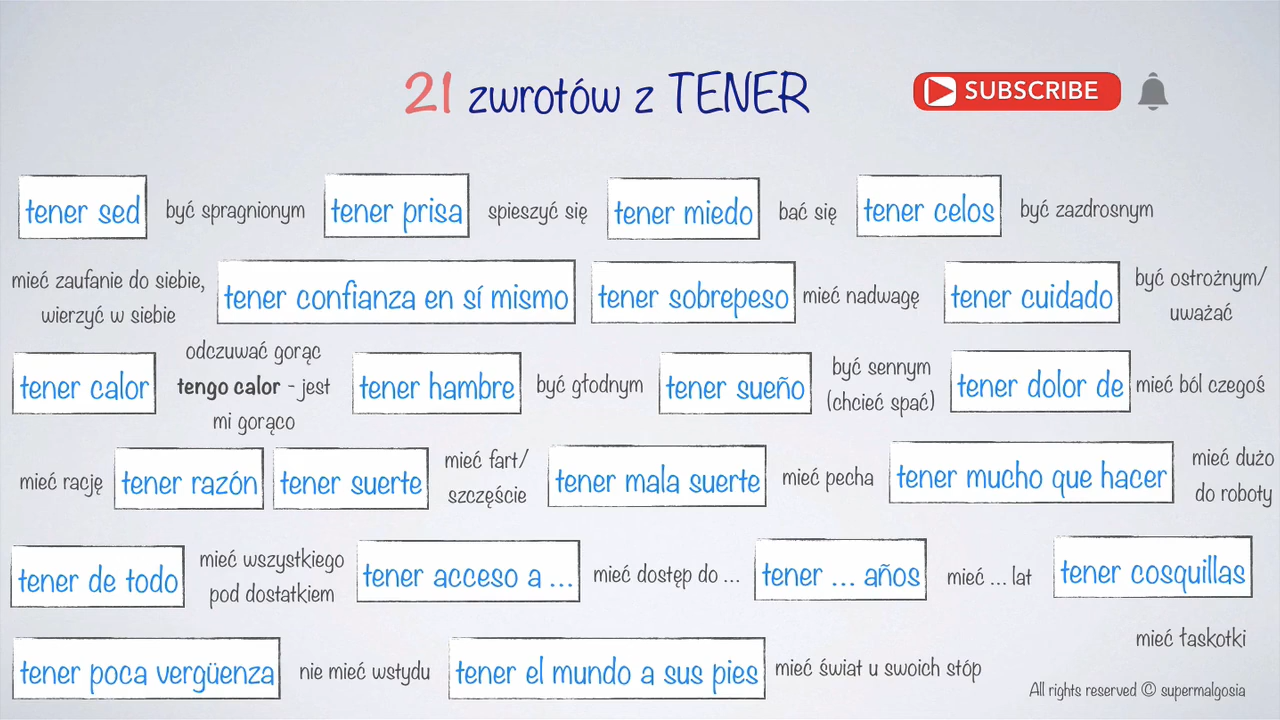 21 zwrotów z TENER
SUBSCRIBE
tener sed
być spragnionym
tener prisa
spieszyć się
tener miedo
bać się
tener celos
być zazdrosnym
mieć zaufanie do siebie,
wierzyć w siebie
tener confianza en sí mismo
tener sobrepeso
mieć nadwagę
tener cuidado
być ostrożnym/
uważać
tener calor
odczuwać gorąc
tengo calor - jest
mi gorąco
tener hambre
być głodnym
tener sueño
być sennym
(chcieć spać)
tener dolor de
mieć ból czegoś
mieć rację
tener razón
tener suerte
mieć fart/
szczęście
tener mala suerte
mieć pecha
tener mucho que hacer
mieć dużo
do roboty
tener de todo
mieć wszystkiego
pod dostatkiem
tener acceso a ...
mieć dostęp do ...
tener ... años
mieć ... lat
tener cosquillas
mieć łaskotki
tener poca vergüenza
nie mieć wstydu
tener el mundo a sus pies
mieć świat u swoich stóp
All rights reserved © supermalgosia